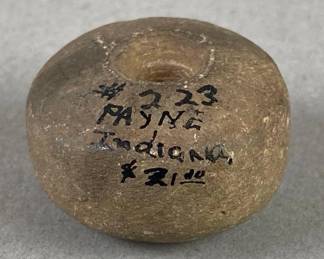 # 223
PAYNE
Indiana,
$21.00